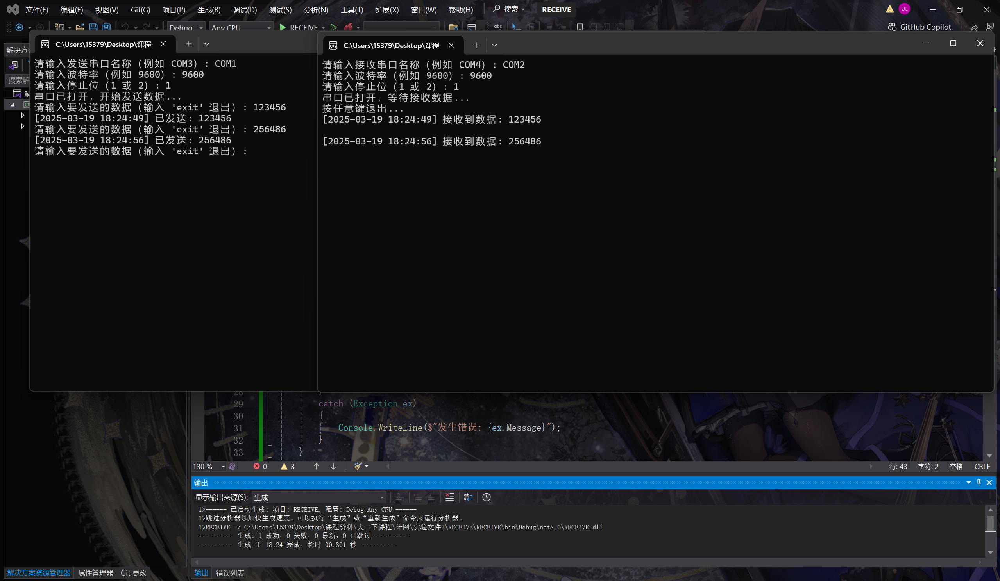 文件(F) 编辑(E) 视图(V) Git(G) 项目(P) 生成(B) 调试(D) 测试(S) 分析(N) 工具(T) 扩展(X) 窗口(W) 帮助(H) 搜索 RECEIVE UL
Debug Any CPU RECEIVE GitHub Copilot
解决方
搜索解
解
C:\Users\15379\Desktop\课程
请输入发送串口名称（例如 COM3）: COM1
请输入波特率（例如 9600）: 9600
请输入停止位（1 或 2）: 1
串口已打开，开始发送数据...
请输入要发送的数据（输入 'exit' 退出）: 123456
[2025-03-19 18:24:49] 已发送: 123456
请输入要发送的数据（输入 'exit' 退出）: 256486
[2025-03-19 18:24:56] 已发送: 256486
请输入要发送的数据（输入 'exit' 退出）:
C:\Users\15379\Desktop\课程
请输入接收串口名称（例如 COM4）: COM2
请输入波特率（例如 9600）: 9600
请输入停止位（1 或 2）: 1
串口已打开，等待接收数据...
按任意键退出...
[2025-03-19 18:24:49] 接收到数据: 123456
[2025-03-19 18:24:56] 接收到数据: 256486
28 }
29 catch (Exception ex)
30 {
31 Console.WriteLine($"发生错误: {ex.Message}");
32 }
33 }
130 % 0 3 行: 43 字符: 2 空格 CRLF
输出
显示输出来源(S): 生成
1>------ 已启动生成: 项目: RECEIVE, 配置: Debug Any CPU ------
1>跳过分析器以加快生成速度。可以执行“生成”或“重新生成”命令来运行分析器。
1>RECEIVE -> C:\Users\15379\Desktop\课程资料\大二下课程\计网\实验文件2\RECEIVE\RECEIVE\bin\Debug\net8.0\RECEIVE.dll
========== 生成: 1 成功，0 失败，0 最新，0 已跳过 ==========
========== 生成 于 18:24 完成，耗时 00.301 秒 ==========
解决方案资源管理器 属性管理器 Git 更改
输出 错误列表